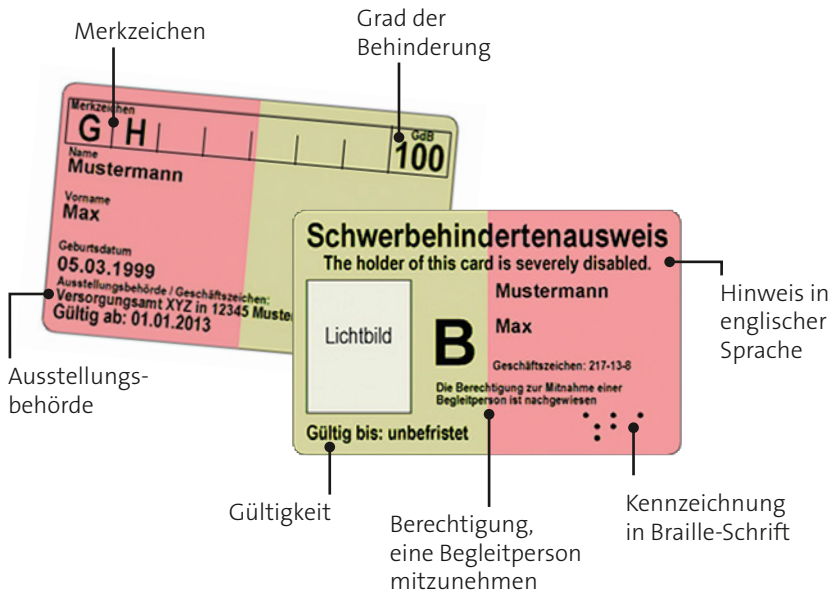 Merkzeichen
Grad der
Behinderung
Merkzeichen
G H
GdB
100
Name
Mustermann
Vorname
Max
Geburtsdatum
05.03.1999
Ausstellungsbehörde / Geschäftszeichen:
Versorgungsamt XYZ in 12345 Muste
Gültig ab: 01.01.2013
Schwerbehindertenausweis
The holder of this card is severely disabled.
Lichtbild
B
Mustermann
Max
Geschäftszeichen: 217-13-8
Die Berechtigung zur Mitnahme einer
Begleitperson ist nachgewiesen
Gültig bis: unbefristet
Hinweis in
englischer
Sprache
Ausstellungs-
behörde
Gültigkeit
Berechtigung,
eine Begleitperson
mitzunehmen
Kennzeichnung
in Braille-Schrift